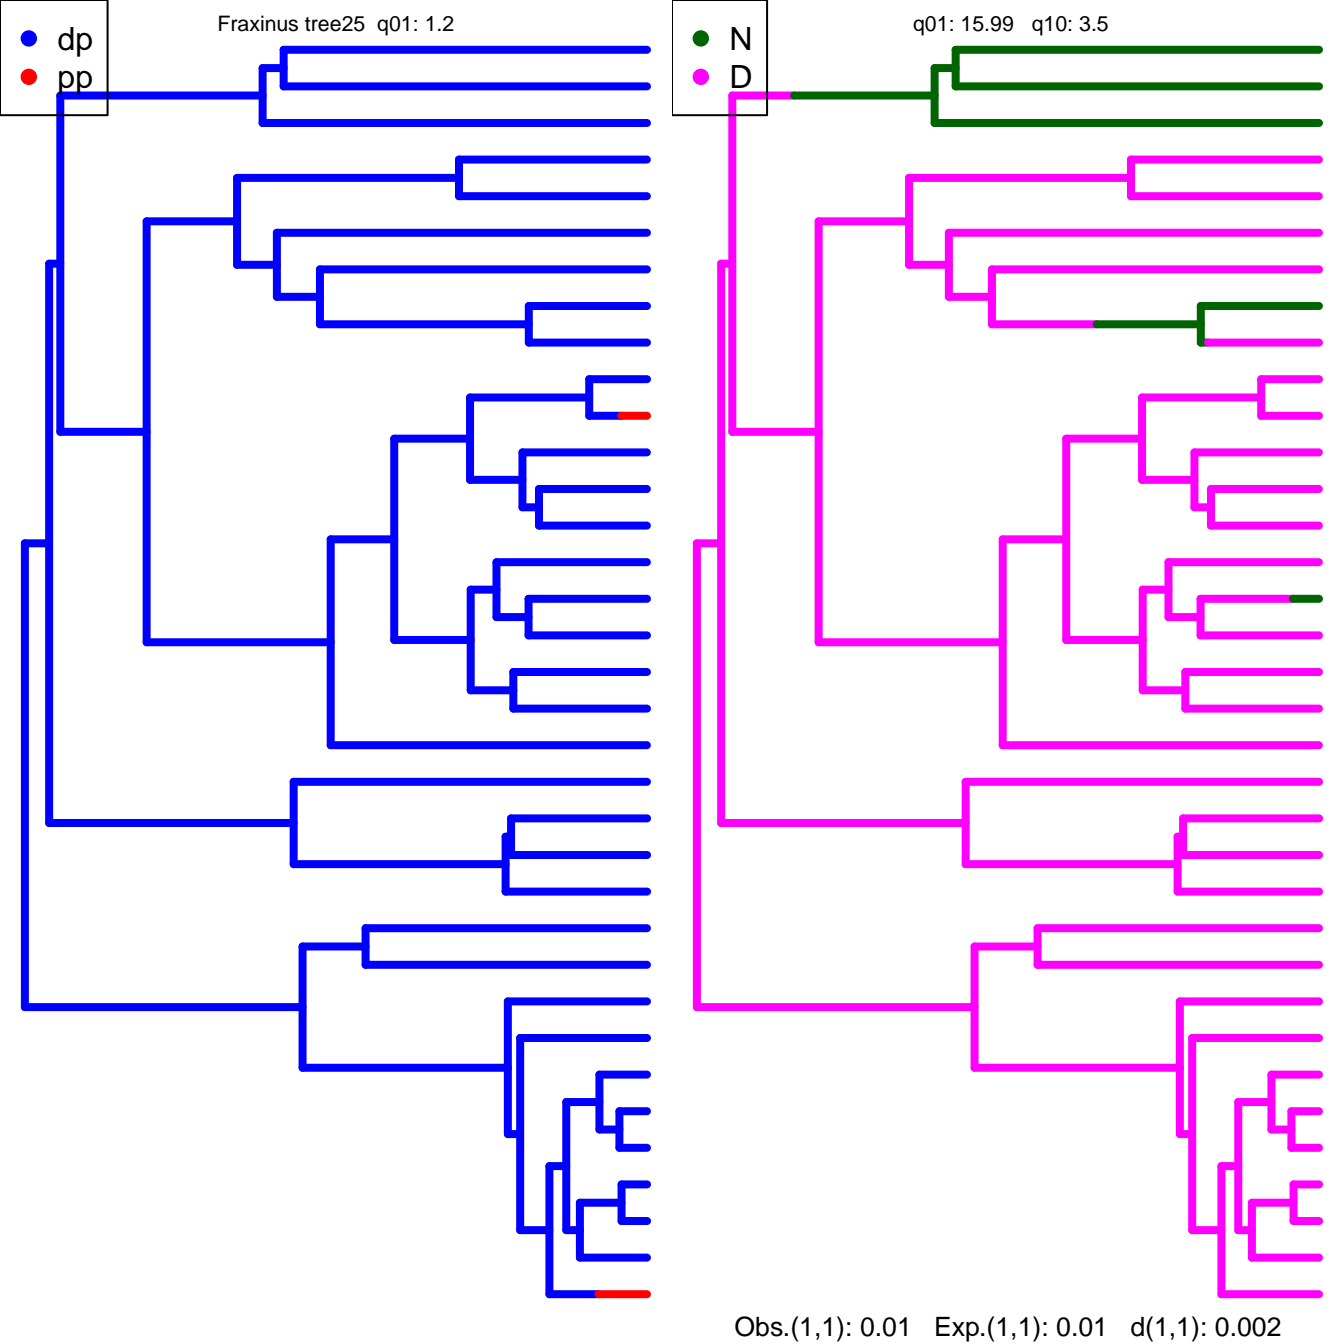 Fraxinus tree25 q01: 1.2
dp
pp
q01: 15.99 q10: 3.5
N
D
Obs.(1,1): 0.01 Exp.(1,1): 0.01 d(1,1): 0.002